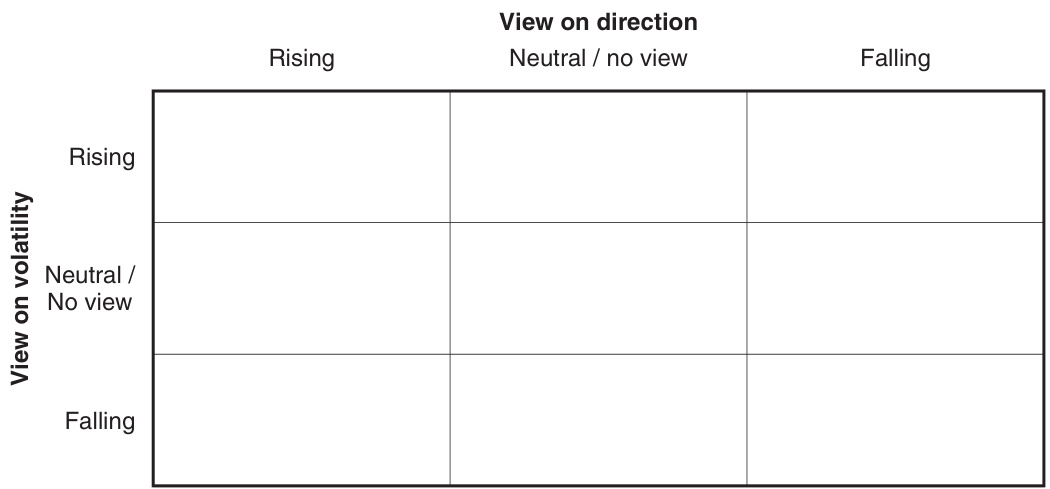 View on direction
Rising
Neutral / no view
Falling
View on volatility
Rising
Neutral /
No view
Falling